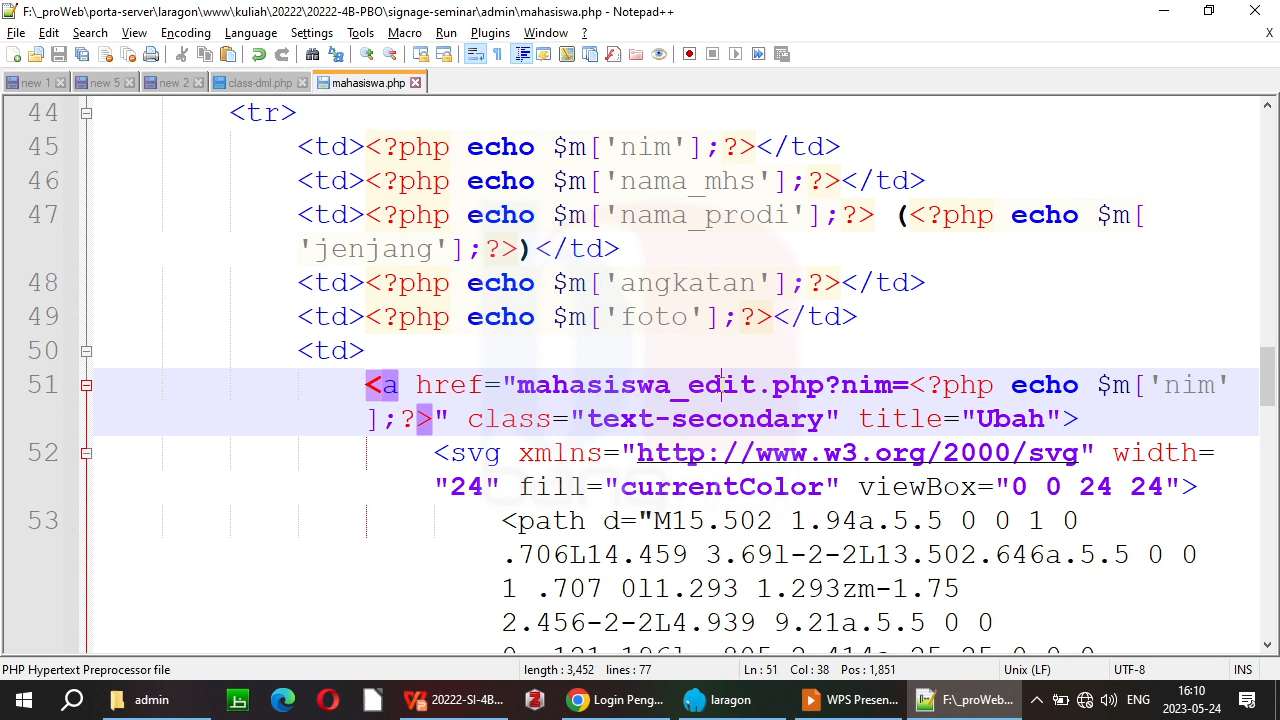 F:\_proWeb\porta-server\laragon\www\kuliah\20222\20222-4B-PBO\signage-seminar\admin\mahasiswa.php - Notepad++
File Edit Search View Encoding Language Settings Tools Macro Run Plugins Window ? X
new 1 new 5 new 2 class-dml.php mahasiswa.php
44 <tr>
45 <td><?php echo $m['nim'];?></td>
46 <td><?php echo $m['nama_mhs'];?></td>
47 <td><?php echo $m['nama_prodi'];?> (<?php echo $m[
'jenjang'];?>)</td>
48 <td><?php echo $m['angkatan'];?></td>
49 <td><?php echo $m['foto'];?></td>
50 <td>
51 <a href="mahasiswa_edit.php?nim=<?php echo $m['nim'
];?>" class="text-secondary" title="Ubah">
52 <svg xmlns="http://www.w3.org/2000/svg" width=
"24" fill="currentColor" viewBox="0 0 24 24">
53 <path d="M15.502 1.94a.5.5 0 0 1 0
.706L14.459 3.69l-2-2L13.502.646a.5.5 0 0
1 .707 0l1.293 1.293zm-1.75
2.456-2-2L4.939 9.21a.5.5 0 0
PHP Hypertext Preprocessor file length : 3,452 lines : 77 Ln : 51 Col : 38 Pos : 1,851 Unix (LF) UTF-8 INS
admin 20222-SI-4B... Login Peng... laragon WPS Presen... F:\_proWeb... ENG 16:10
2023-05-24